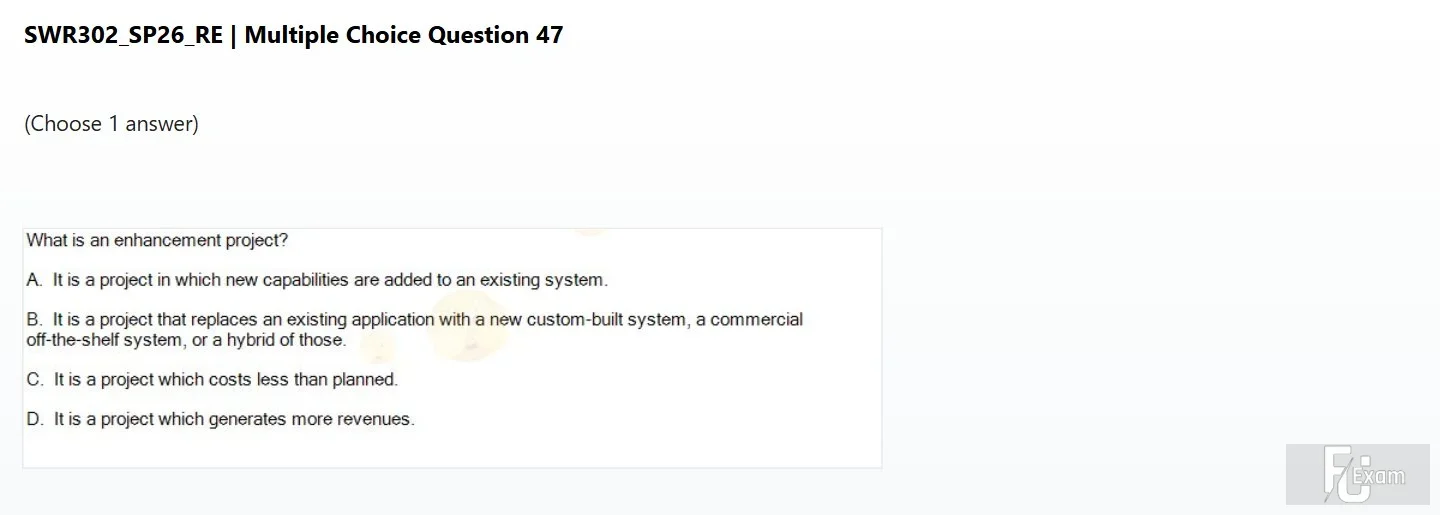 SWR302_SP26_RE | Multiple Choice Question 47
(Choose 1 answer)
What is an enhancement project?
A. It is a project in which new capabilities are added to an existing system.
B. It is a project that replaces an existing application with a new custom-built system, a commercial
off-the-shelf system, or a hybrid of those.
C. It is a project which costs less than planned.
D. It is a project which generates more revenues.
Exam